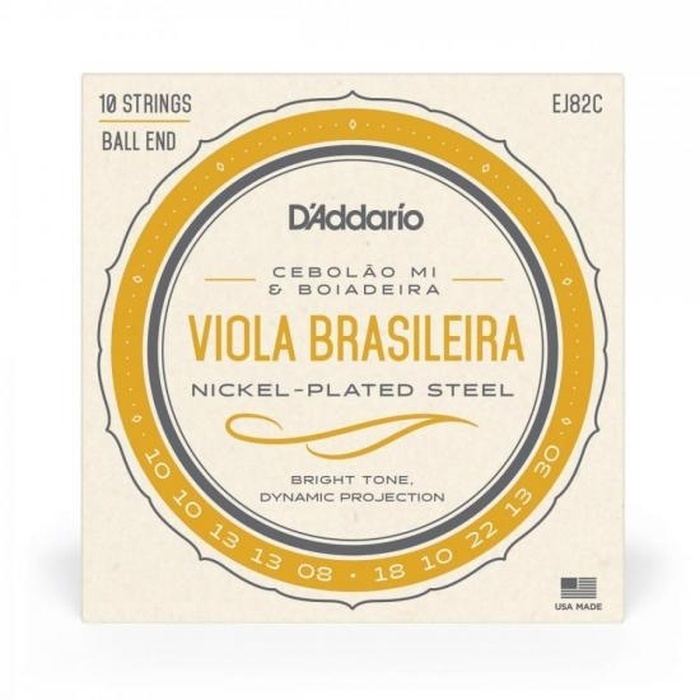 10 STRINGS
BALL END
EJ82C
D'Addario
CEBOLÃO MI
& BOIADEIRA
VIOLA BRASILEIRA
NICKEL-PLATED STEEL
BRIGHT TONE,
DYNAMIC PROJECTION
10 10 13 13 08 • 18 10 22 13 30
USA MADE